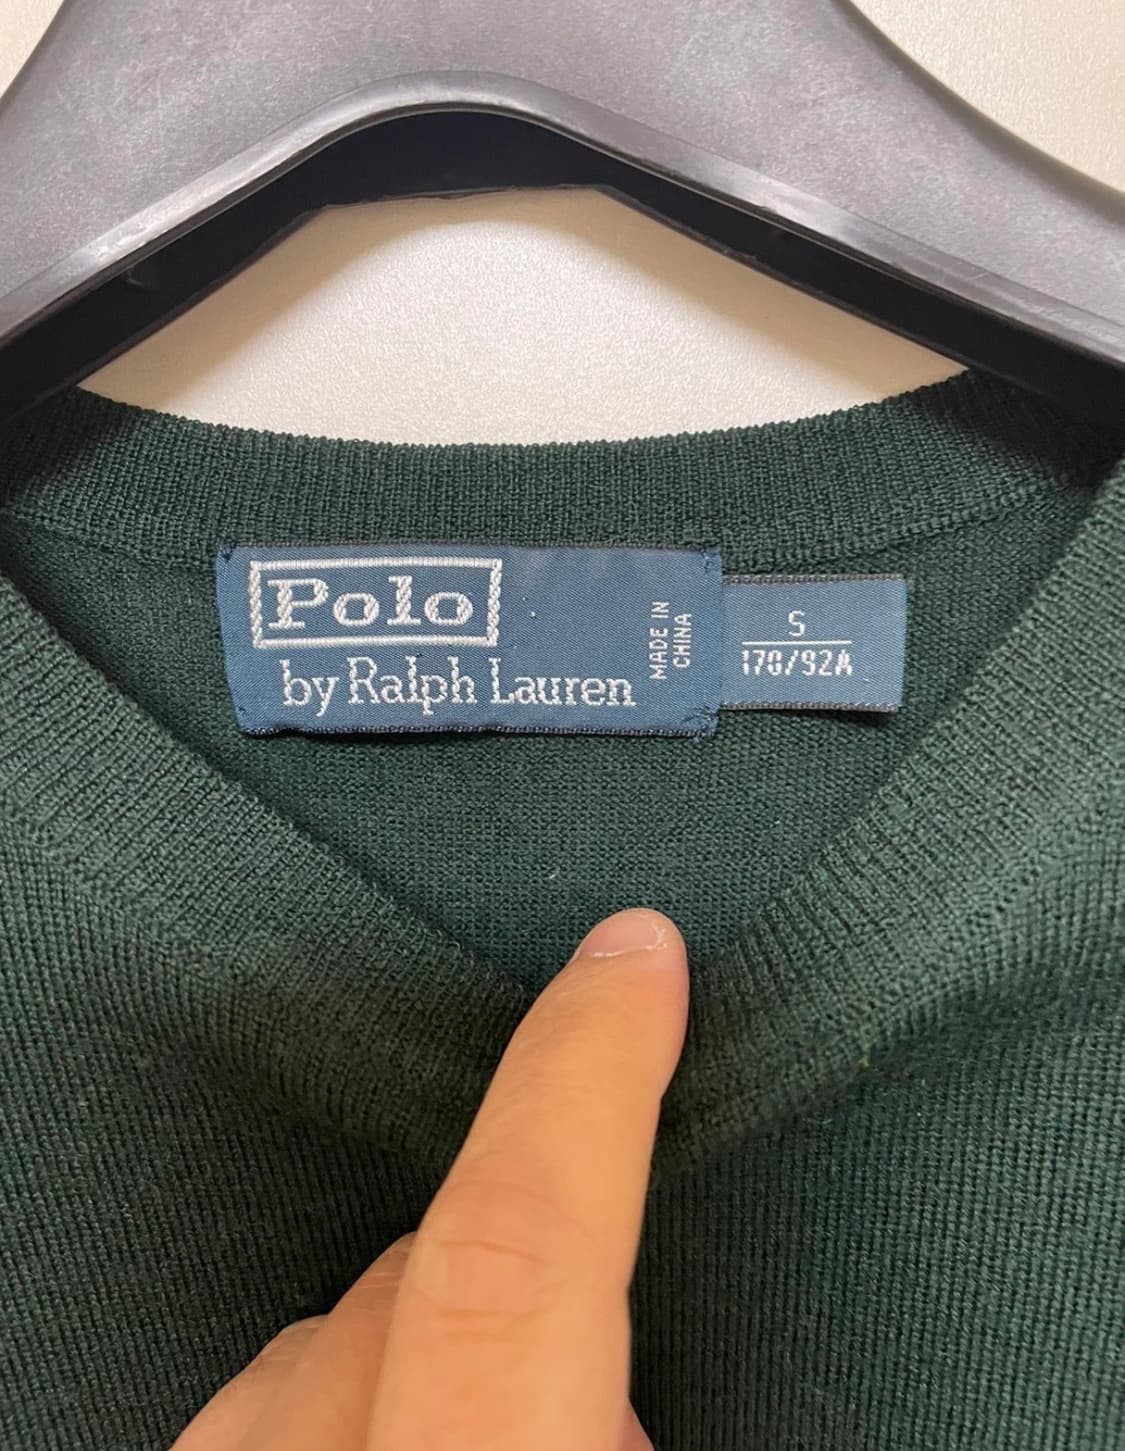 Polo
by Ralph Lauren
MADE IN
CHINA
S
170/92A